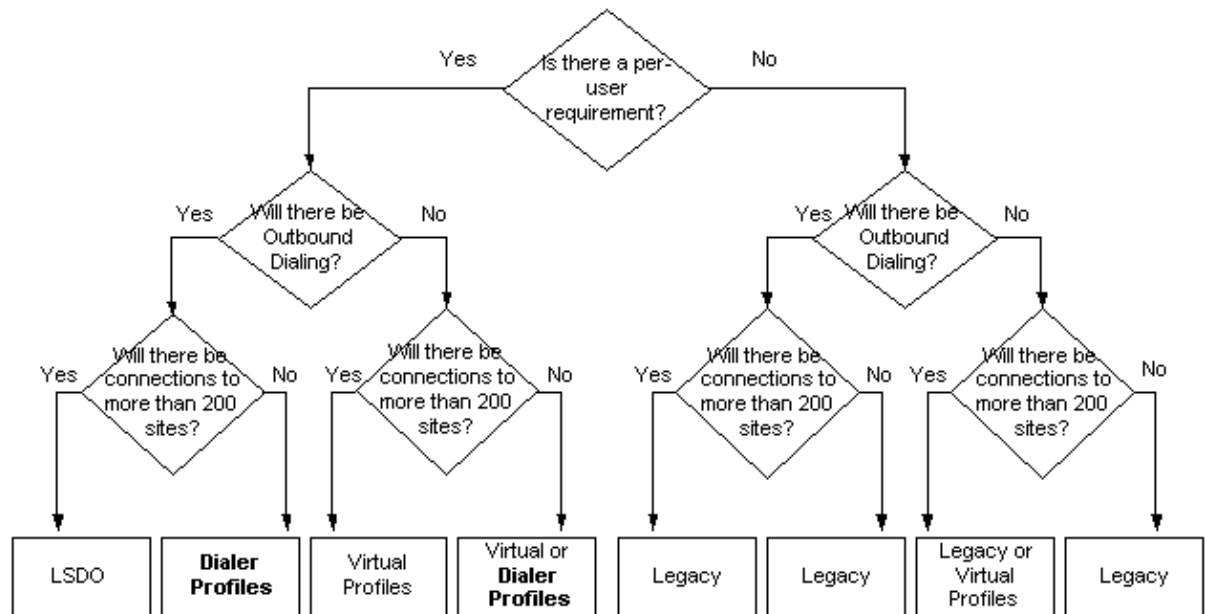 Yes
No
Is there a per-
user
requirement?
Yes
Will there be
Outbound
Dialing?
No
Yes
Will there be
Outbound
Dialing?
No
Yes
Will there be
connections to
more than 200
sites?
No
Yes
Will there be
connections to
more than 200
sites?
No
Yes
Will there be
connections to
more than 200
sites?
No
Yes
Will there be
connections to
more than 200
sites?
No
LSDO
Dialer
Profiles
Virtual
Profiles
Virtual or
Dialer
Profiles
Legacy
Legacy
Legacy or
Virtual
Profiles
Legacy